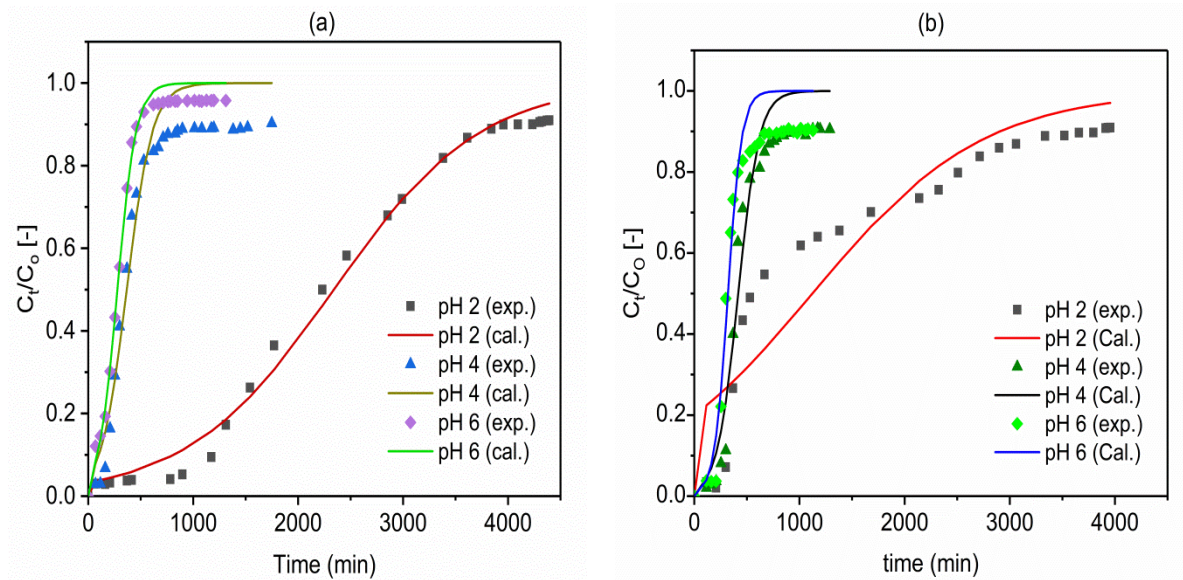 (a)
1.0
0.8
0.6
0.4
0.2
0.0
Ct/Co [-]
0
1000
2000
3000
4000
Time (min)
pH 2 (exp.)
pH 2 (cal.)
pH 4 (exp.)
pH 4 (cal.)
pH 6 (exp.)
pH 6 (cal.)
(b)
1.0
0.8
0.6
0.4
0.2
0.0
Ct/CO [-]
0
1000
2000
3000
4000
time (min)
pH 2 (exp.)
pH 2 (Cal.)
pH 4 (exp.)
pH 4 (Cal.)
pH 6 (exp.)
pH 6 (Cal.)